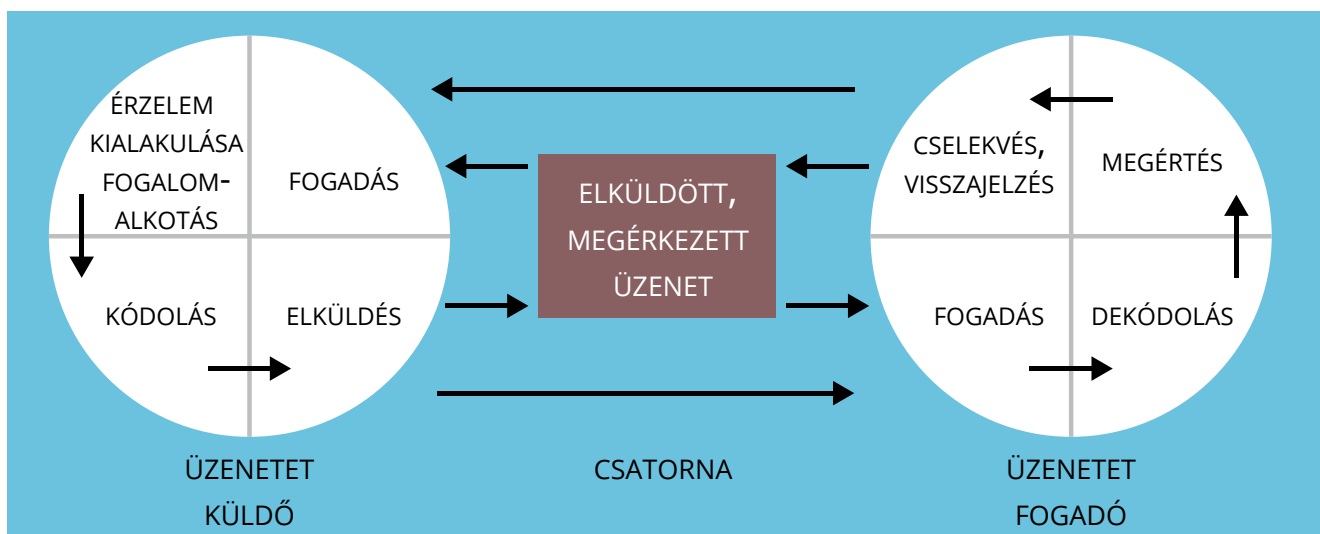 ÉRZELEM
KIALAKULÁSA
FOGALOM-
ALKOTÁS
FOGADÁS
KÓDOLÁS
ELKÜLDÉS
ÜZENETET
KÜLDŐ
ELKÜLDÖTT,
MEGÉRKEZETT
ÜZENET
CSATORNA
CSELEKVÉS,
VISSZAJELZÉS
MEGÉRTÉS
FOGADÁS
DEKÓDOLÁS
ÜZENETET
FOGADÓ